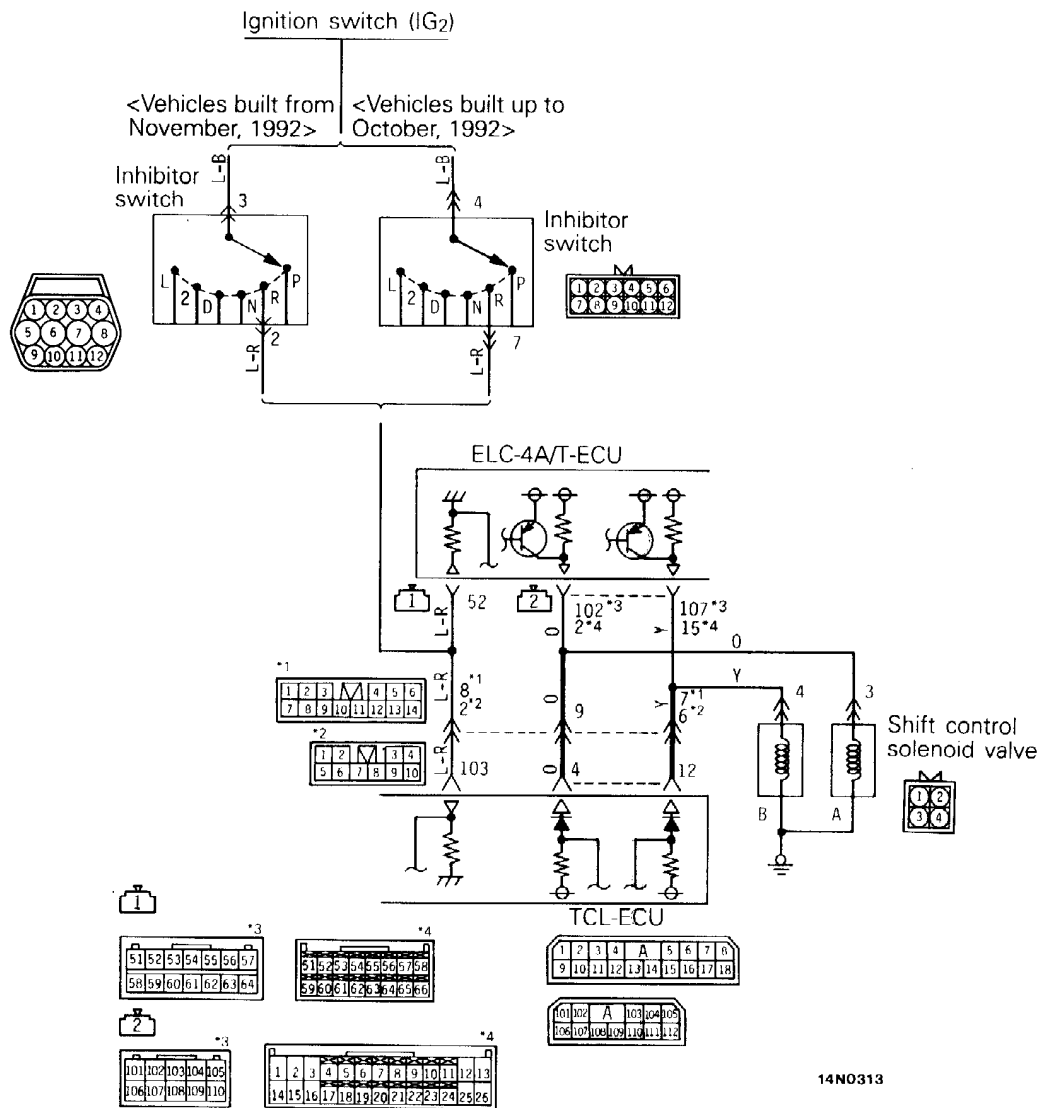 Ignition switch (IG2)
<Vehicles built from November, 1992>
<Vehicles built up to October, 1992>
L-B
L-B
Inhibitor switch
3
4
Inhibitor switch
L 2 D N R P
L 2 D N R P
1 2 3 4
5 6 7 8
9 10 11 12
1 2 3 4 5 6
7 8 9 10 11 12
2
7
L-R
L-R
ELC-4A/T-ECU
1
52
2
102*3
2*4
107*3
15*4
L-R
O
Y
O
Y
*1
1 2 3 4 5 6
7 8 9 10 11 12 13 14
L-R
8*1
2*2
O
9
Y
7*1
6*2
4
3
Shift control solenoid valve
*2
1 2 3 4
5 6 7 8 9 10
L-R
103
O
4
12
B
A
1 2
3 4
TCL-ECU
1
*3
51 52 53 54 55 56 57
58 59 60 61 62 63 64
*4
51 52 53 54 55 56 57 58
59 60 61 62 63 64 65 66
1 2 3 4 A 5 6 7 8
9 10 11 12 13 14 15 16 17 18
101 102 A 103 104 105
106 107 108 109 110 111 112
2
*3
101 102 103 104 105
106 107 108 109 110
*4
1 2 3 4 5 6 7 8 9 10 11 12 13
14 15 16 17 18 19 20 21 22 23 24 25 26
14N0313